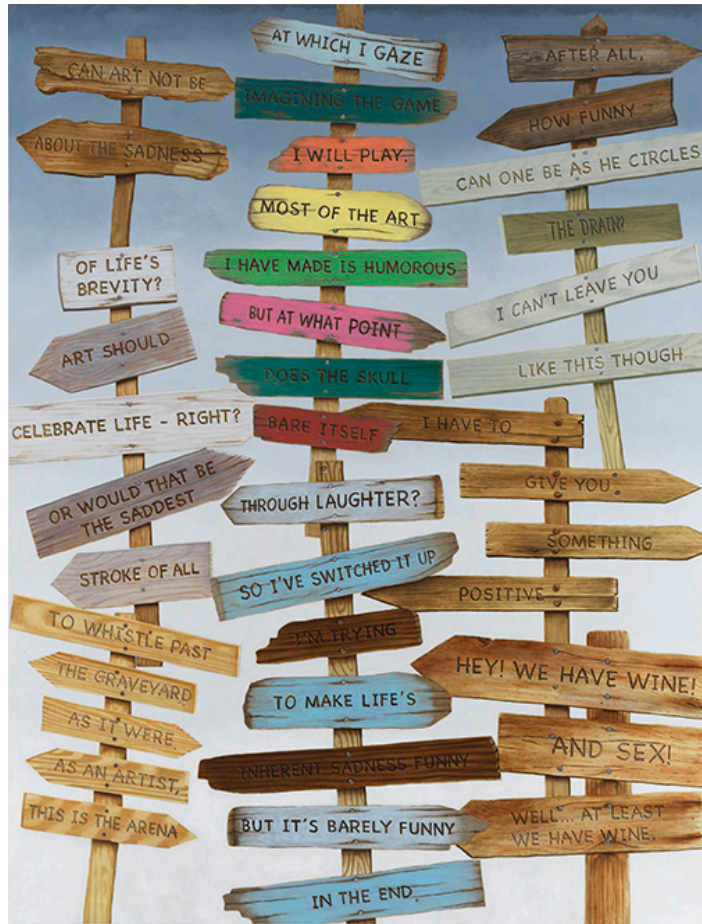 CAN ART NOT BE
ABOUT THE SADNESS
OF LIFE'S
BREVITY?
ART SHOULD
CELEBRATE LIFE - RIGHT?
OR WOULD THAT BE
THE SADDEST
STROKE OF ALL
TO WHISTLE PAST
THE GRAVEYARD
AS IT WERE.
AS AN ARTIST,
THIS IS THE ARENA
AT WHICH I GAZE
IMAGINING THE GAME
I WILL PLAY.
MOST OF THE ART
I HAVE MADE IS HUMOROUS
BUT AT WHAT POINT
DOES THE SKULL
BARE ITSELF
THROUGH LAUGHTER?
SO I'VE SWITCHED IT UP
I'M TRYING
TO MAKE LIFE'S
INHERENT SADNESS FUNNY
BUT IT'S BARELY FUNNY
IN THE END.
AFTER ALL,
HOW FUNNY
CAN ONE BE AS HE CIRCLES
THE DRAIN?
I CAN'T LEAVE YOU
LIKE THIS THOUGH
I HAVE TO
GIVE YOU
SOMETHING
POSITIVE
HEY! WE HAVE WINE!
AND SEX!
WELL... AT LEAST
WE HAVE WINE.